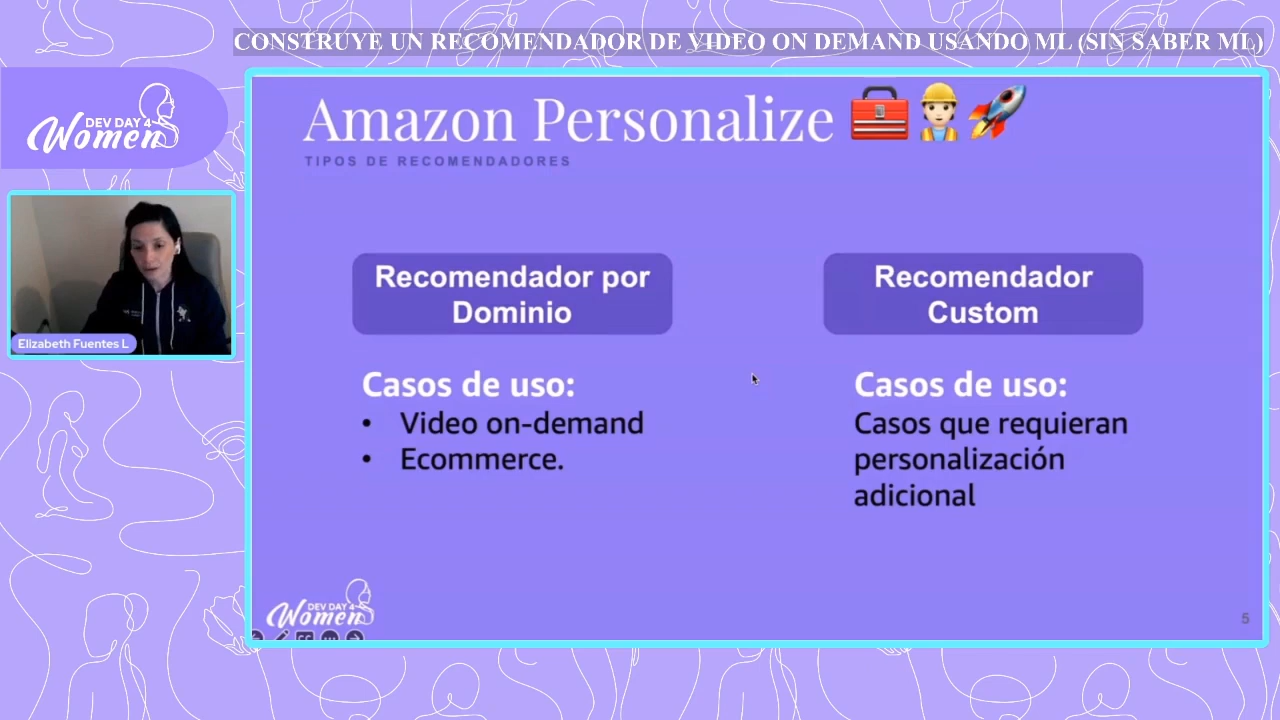 CONSTRUYE UN RECOMENDADOR DE VIDEO ON DEMAND USANDO ML (SIN SABER ML)
DEV DAY 4
Women
Elizabeth Fuentes L
Amazon Personalize
TIPOS DE RECOMENDADORES
Recomendador por
Dominio
Casos de uso:
• Video on-demand
• Ecommerce.
Recomendador
Custom
Casos de uso:
Casos que requieran
personalización
adicional
DEV DAY 4
Women
5